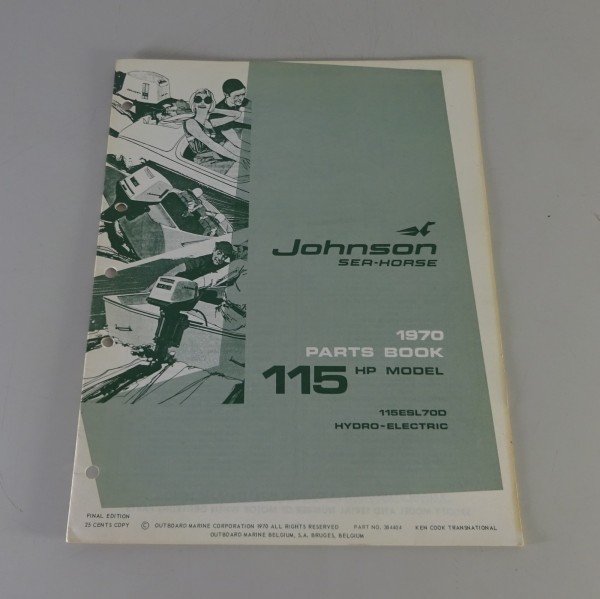 Johnson
SEA-HORSE
1970
PARTS BOOK
115 HP MODEL
115ESL70D
HYDRO-ELECTRIC
FINAL EDITION
25 CENTS COPY
© OUTBOARD MARINE CORPORATION 1970 ALL RIGHTS RESERVED PART NO. 384654 KEN COOK TRANSNATIONAL
OUTBOARD MARINE BELGIUM, S.A. BRUGES, BELGIUM